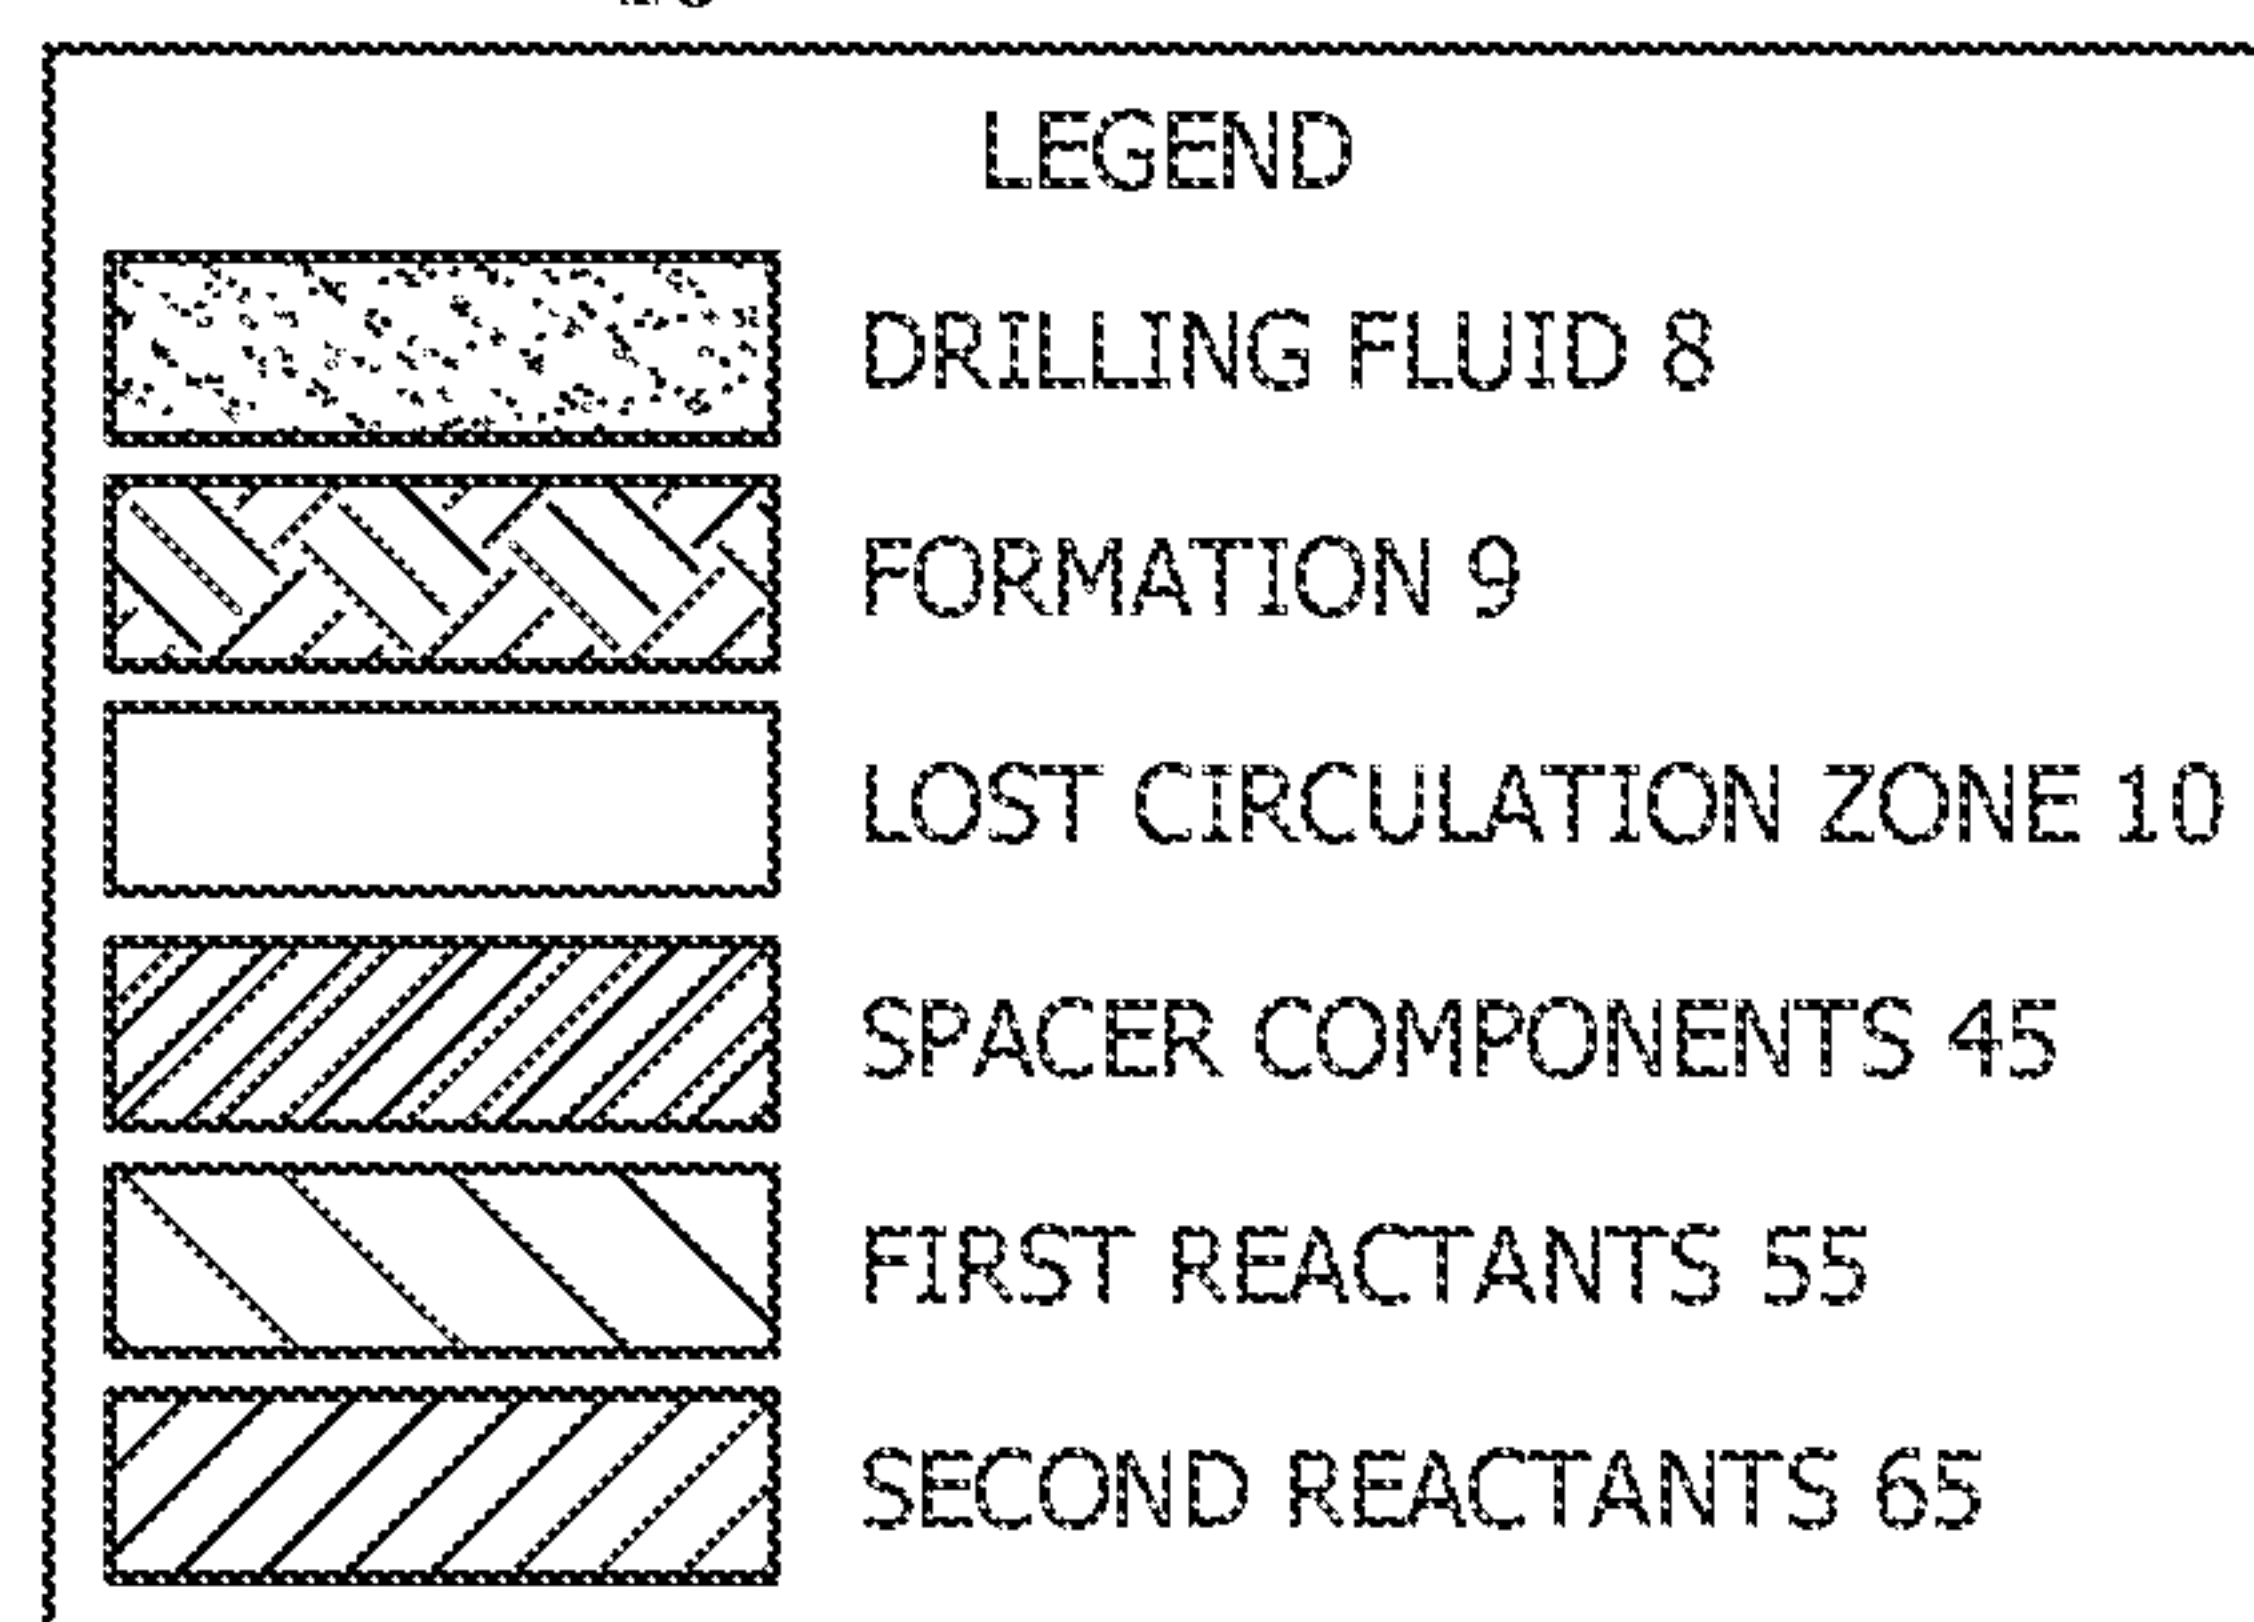 LEGEND
DRILLING FLUID 8
FORMATION 9
LOST CIRCULATION ZONE 10
SPACER COMPONENTS 45
FIRST REACTANTS 55
SECOND REACTANTS 65